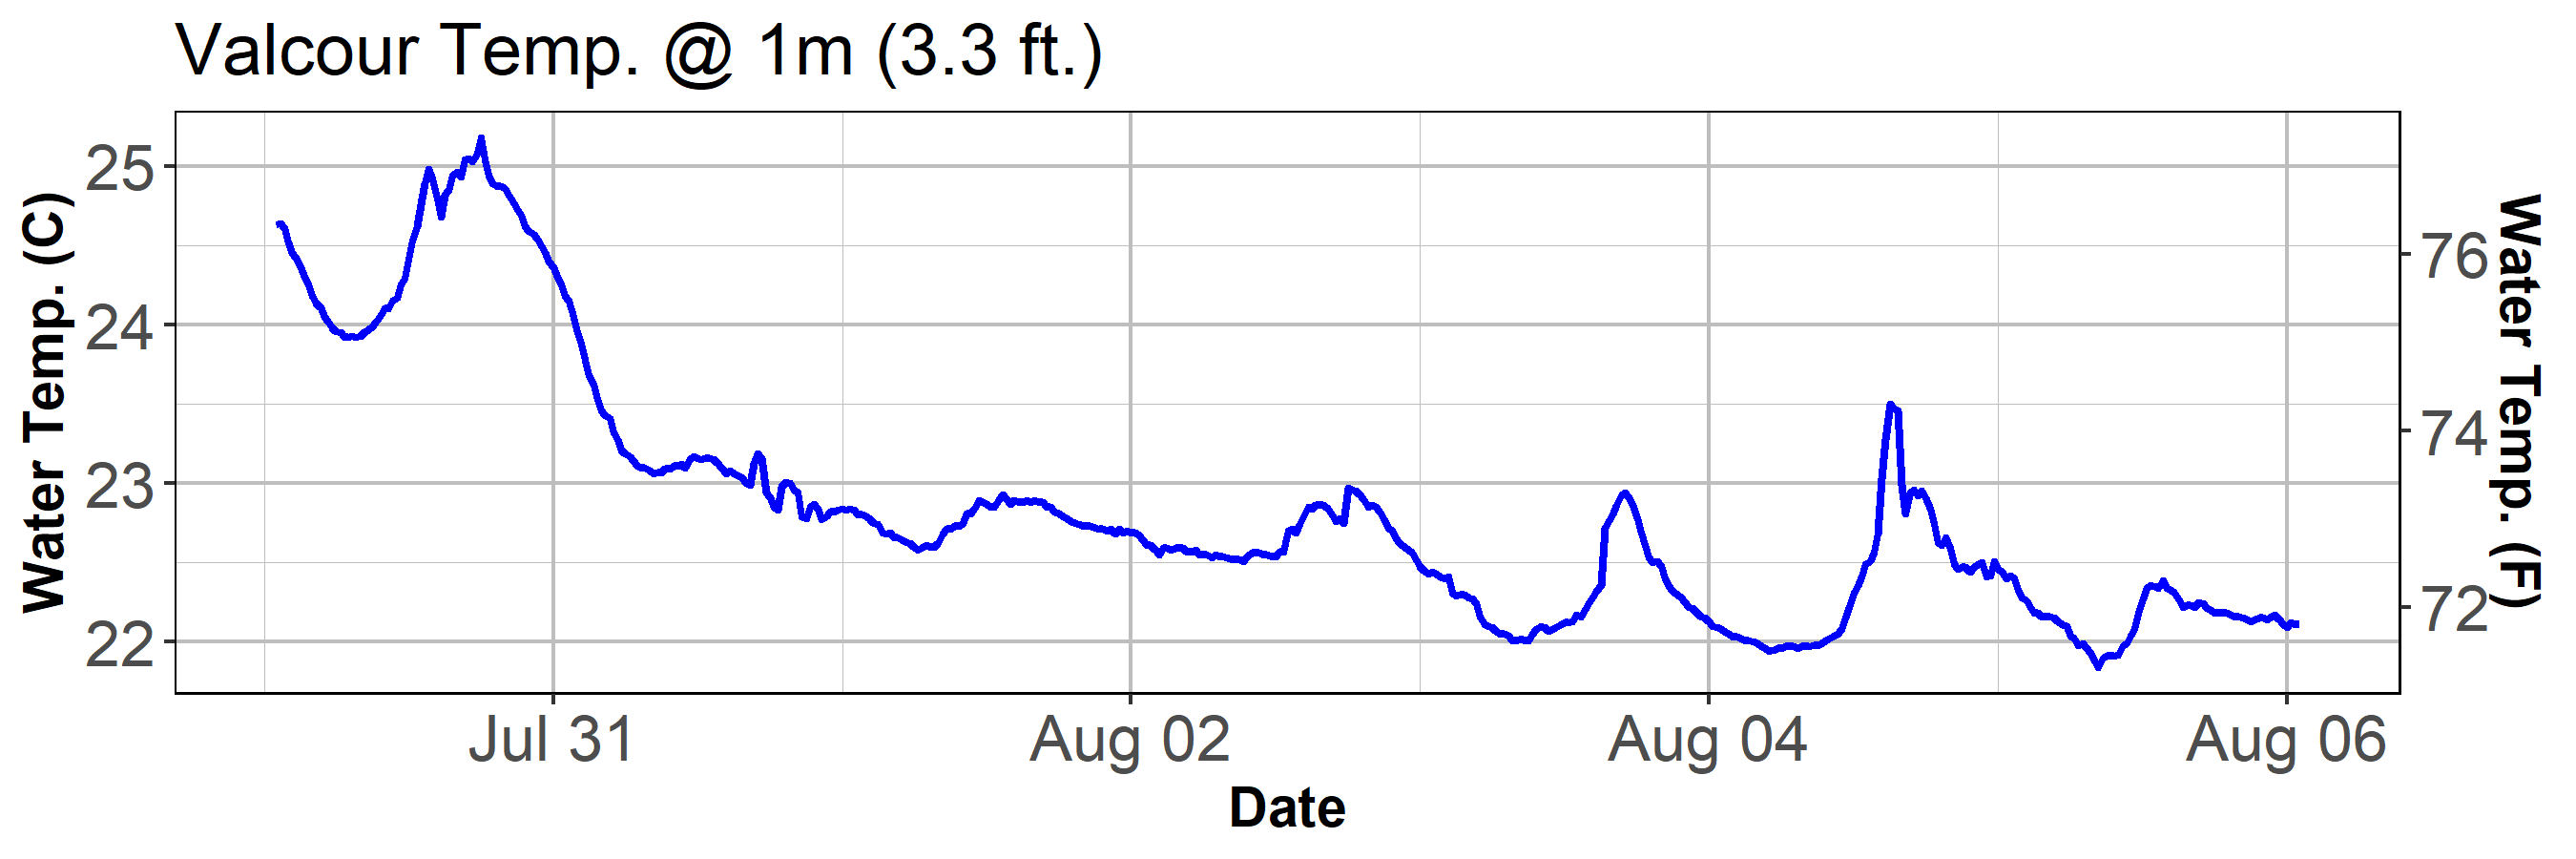 Valcour Temp. @ 1m (3.3 ft.)
Water Temp. (C)
25
24
23
22
76
74
72
Water Temp. (F)
Jul 31 Aug 02 Aug 04 Aug 06
Date